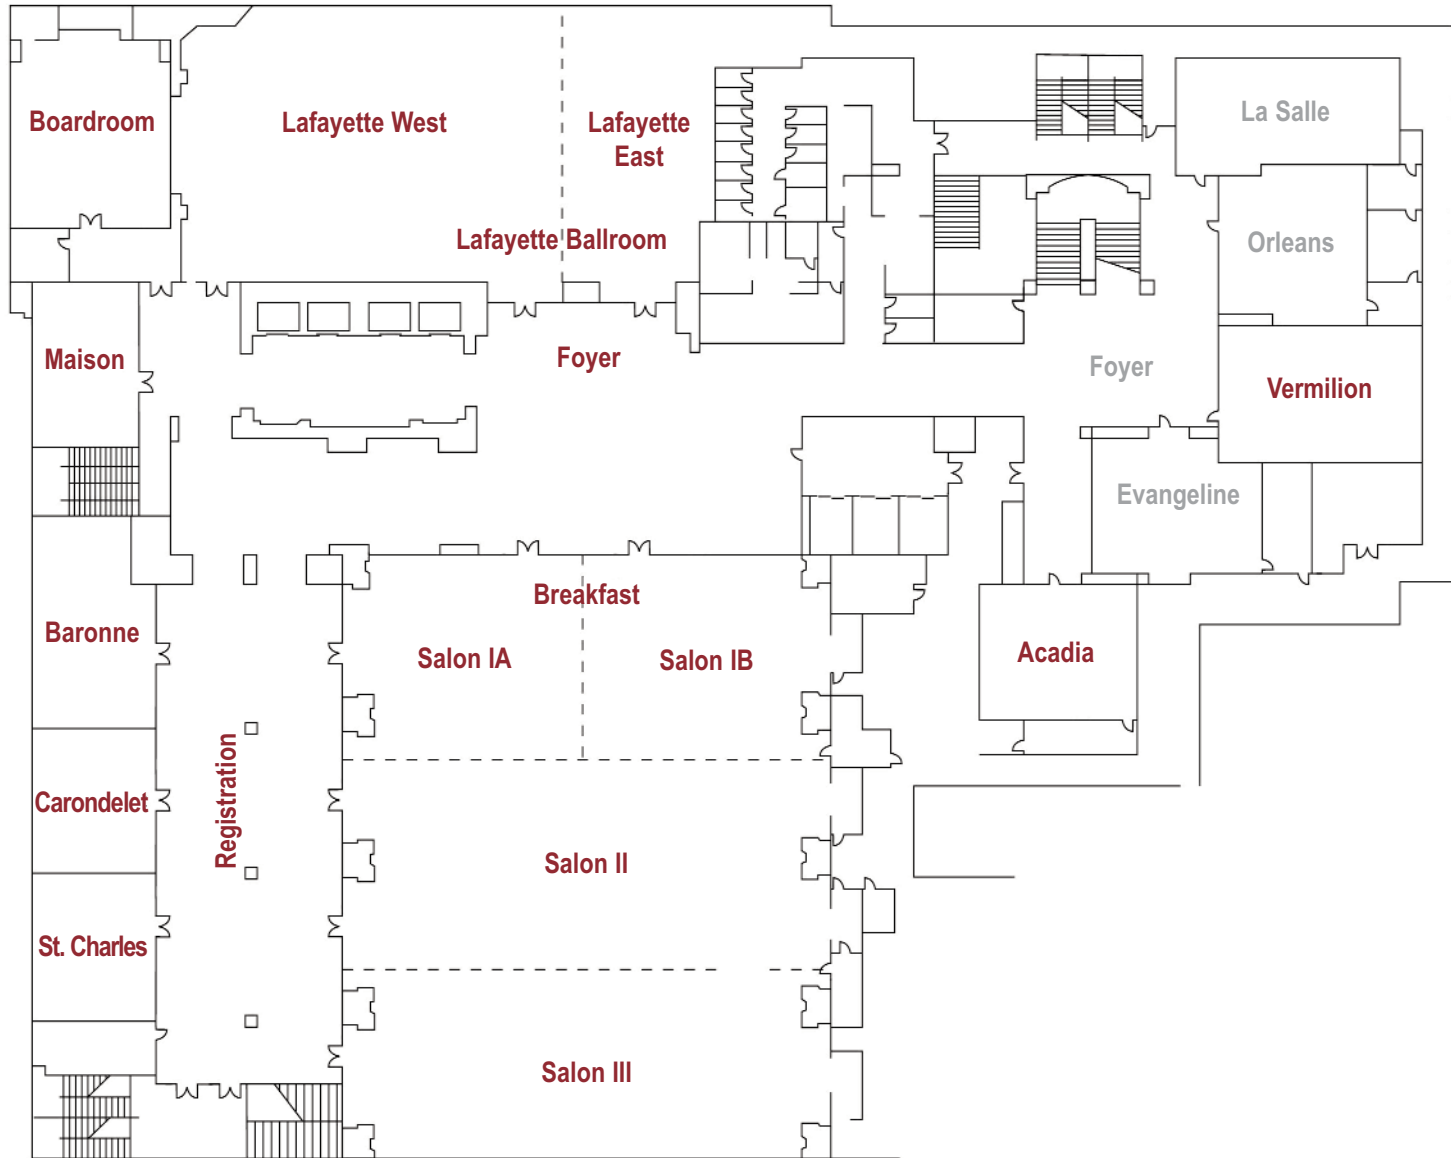 Boardroom
Lafayette West
Lafayette
East
La Salle
Lafayette Ballroom
Orleans
Maison
Foyer
Foyer
Vermilion
Evangeline
Breakfast
Baronne
Salon IA
Salon IB
Acadia
Registration
Carondelet
Salon II
St. Charles
Salon III